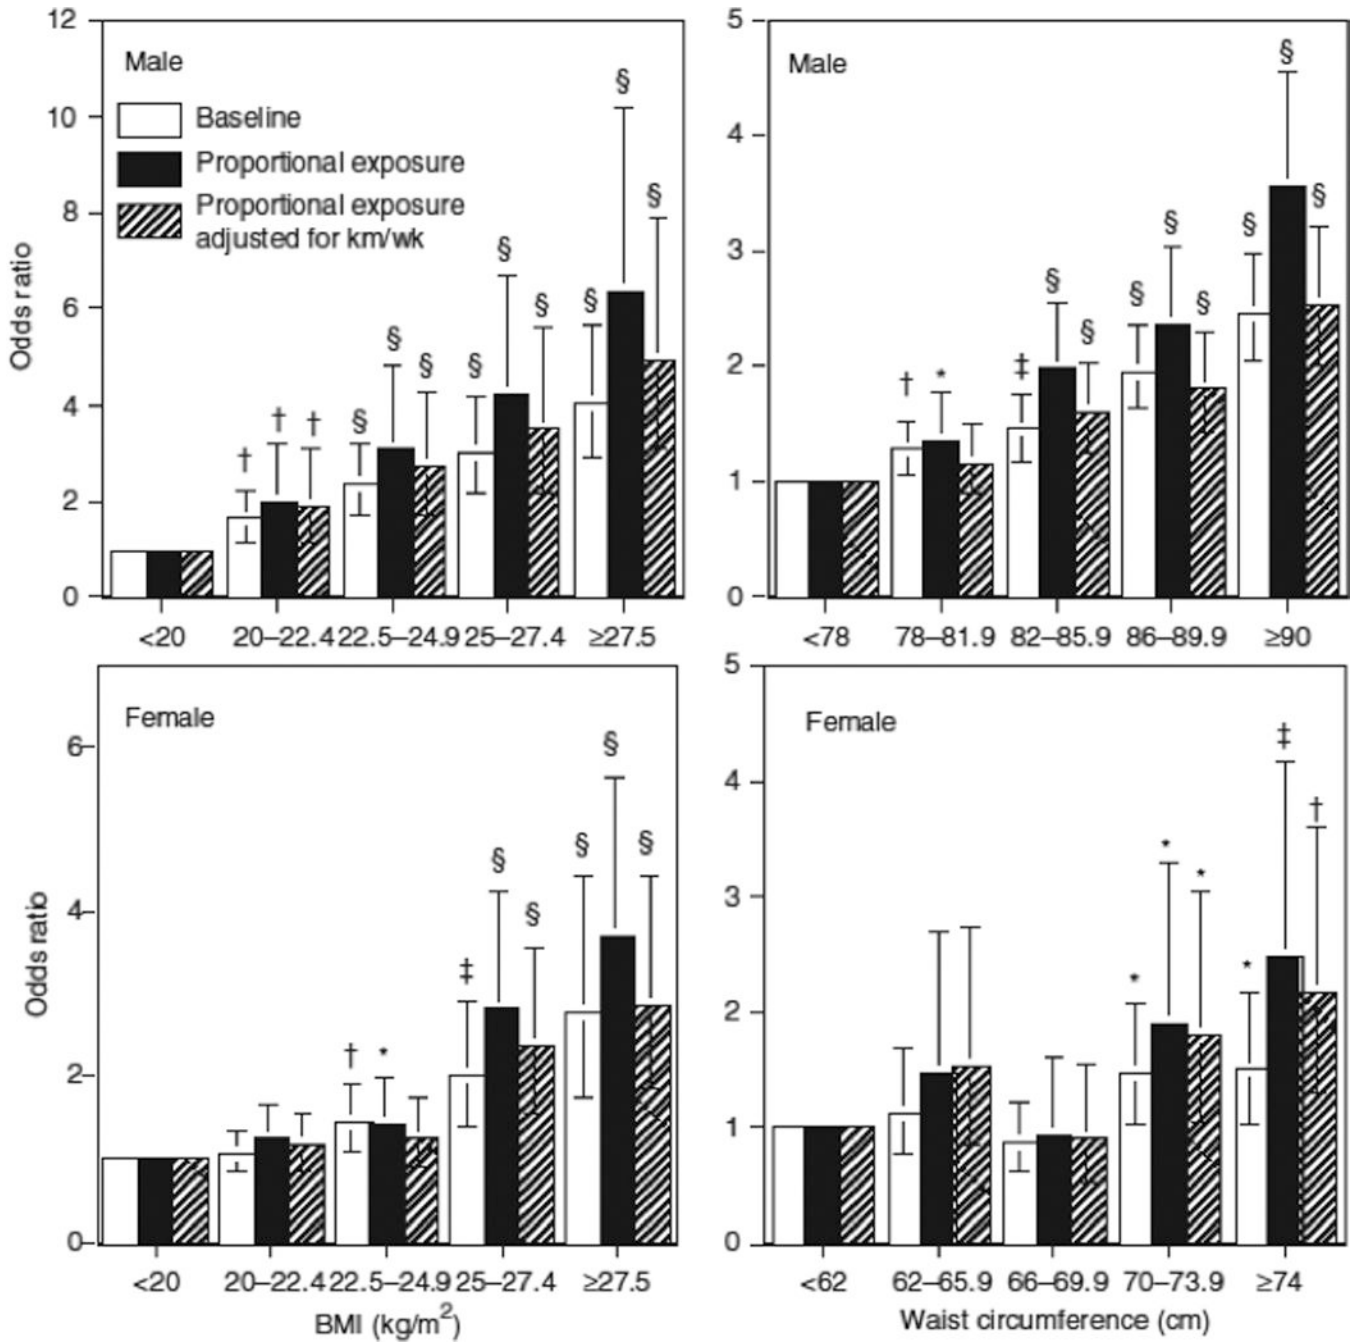 12
10
8
6
4
2
0
Odds ratio
Male
Baseline
Proportional exposure
Proportional exposure
adjusted for km/wk
† † †
§ § §
§ § §
§ § §
<20 20–22.4 22.5–24.9 25–27.4 ≥27.5
5
4
3
2
1
0
Male
† *
‡ § §
§ § §
§ § §
<78 78–81.9 82–85.9 86–89.9 ≥90
6
4
2
0
Odds ratio
Female
† *
‡ § §
§ § §
<20 20–22.4 22.5–24.9 25–27.4 ≥27.5
BMI (kg/m²)
5
4
3
2
1
0
Female
* * *
* ‡ †
<62 62–65.9 66–69.9 70–73.9 ≥74
Waist circumference (cm)